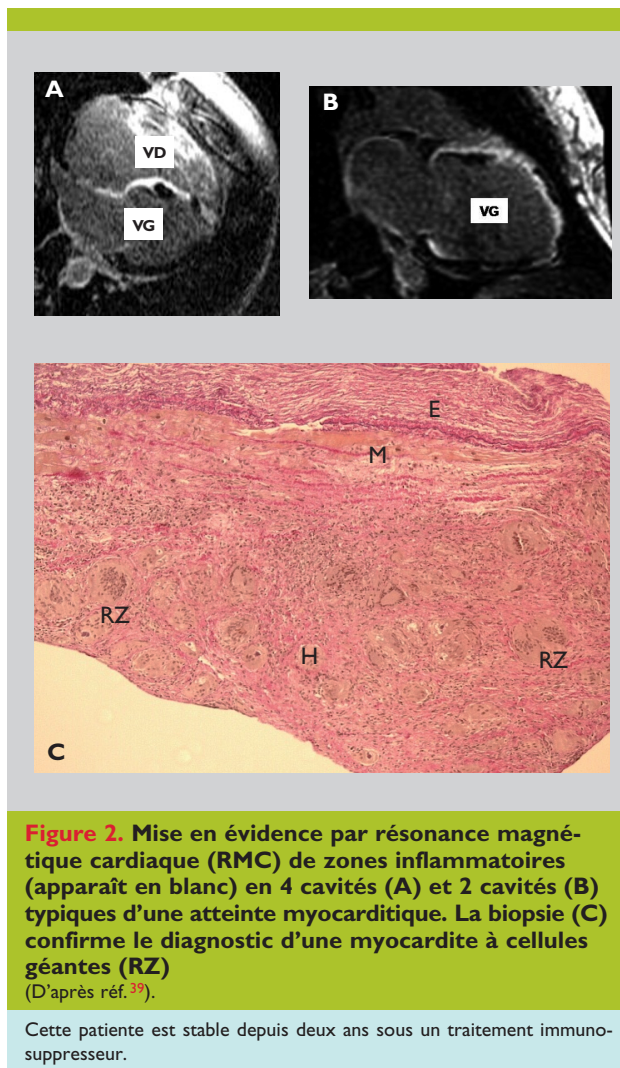 A
VD
VG
B
VG
E
M
RZ
H
RZ
C
Figure 2. Mise en évidence par résonance magné-
tique cardiaque (RMC) de zones inflammatoires
(apparaît en blanc) en 4 cavités (A) et 2 cavités (B)
typiques d'une atteinte myocarditique. La biopsie (C)
confirme le diagnostic d'une myocardite à cellules
géantes (RZ)
(D'après réf.39).
Cette patiente est stable depuis deux ans sous un traitement immuno-
suppresseur.